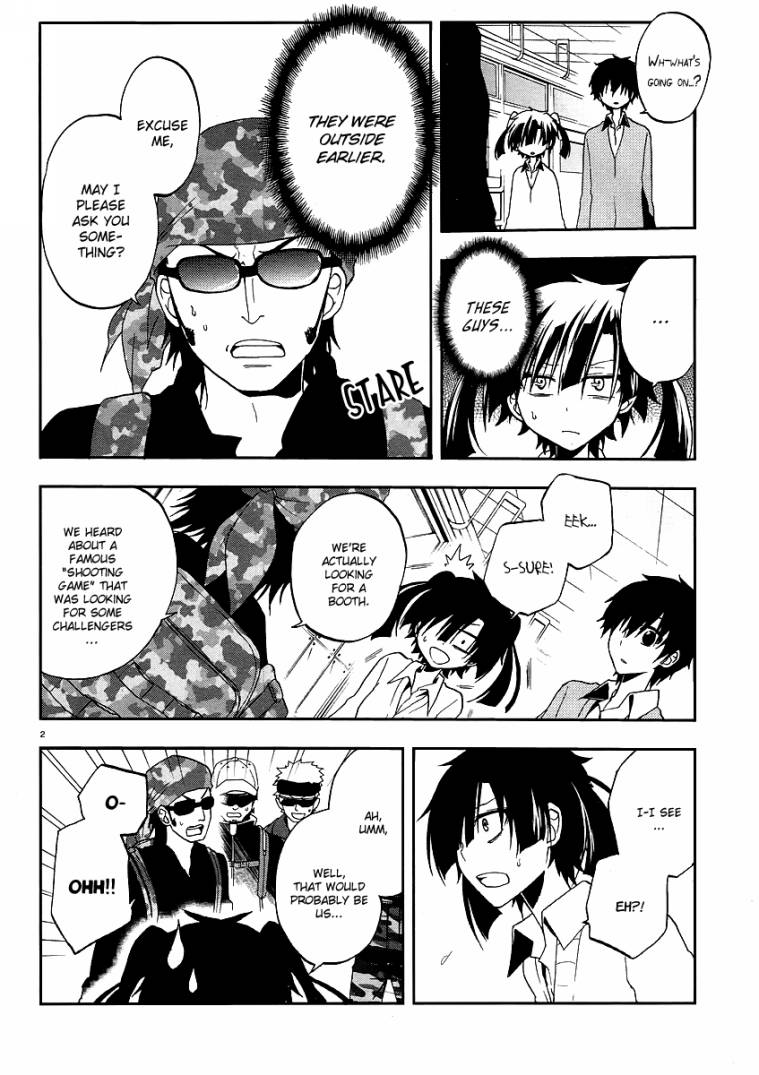 WH-WHAT'S
GOING ON...?
THESE
GUYS...
...
THEY WERE
OUTSIDE
EARLIER.
EXCUSE
ME,
MAY I
PLEASE
ASK YOU
SOME-
THING?
STARE
EEK...
S-SURE!
WE'RE
ACTUALLY
LOOKING
FOR A
BOOTH.
WE HEARD
ABOUT A
FAMOUS
"SHOOTING
GAME" THAT
WAS LOOKING
FOR SOME
CHALLENGERS
...
2
I-I SEE
...
EH?!
AH,
UMM,
WELL,
THAT WOULD
PROBABLY BE
US...
O-
OHH!!